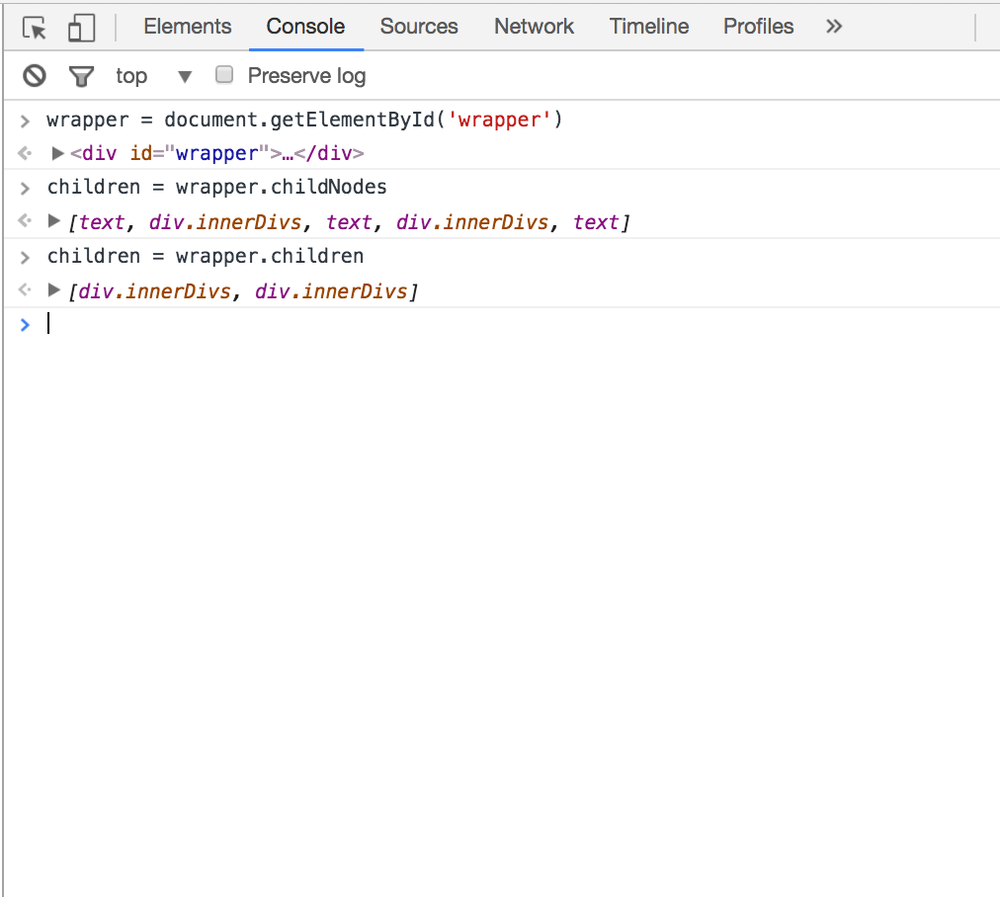 Elements Console Sources Network Timeline Profiles »
top ▼ Preserve log
> wrapper = document.getElementById('wrapper')
<· ▶<div id="wrapper">…</div>
> children = wrapper.childNodes
<· ▶[text, div.innerDivs, text, div.innerDivs, text]
> children = wrapper.children
<· ▶[div.innerDivs, div.innerDivs]
>